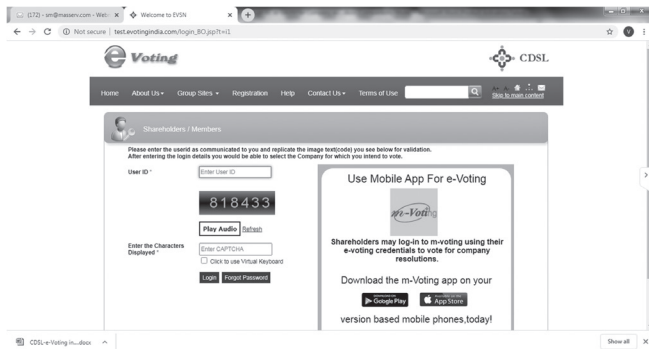 (172) - sm@masserv.com - Web
Welcome to EVSN
Not secure | test.evotingindia.com/login_BO.jsp?t=1
V
e Voting
CDSL
Home About Us Group Sites Registration Help Contact Us Terms of Use
Skip to main content
Shareholders / Members
Please enter the userid as communicated to you and replicate the image text(code) you see below for validation.
After entering the login details you would be able to select the Company for which you intend to vote.
User ID *
Enter User ID
818433
Play Audio Refresh
Enter the Characters
Displayed *
Enter CAPTCHA
Click to use Virtual Keyboard
Login Forgot Password
Use Mobile App For e-Voting
m-Voting
Shareholders may log-in to m-voting using their
e-voting credentials to vote for company
resolutions.
Download the m-Voting app on your
Google Play
App Store
version based mobile phones,today!
CDSL-e-Voting in....docx
Show all